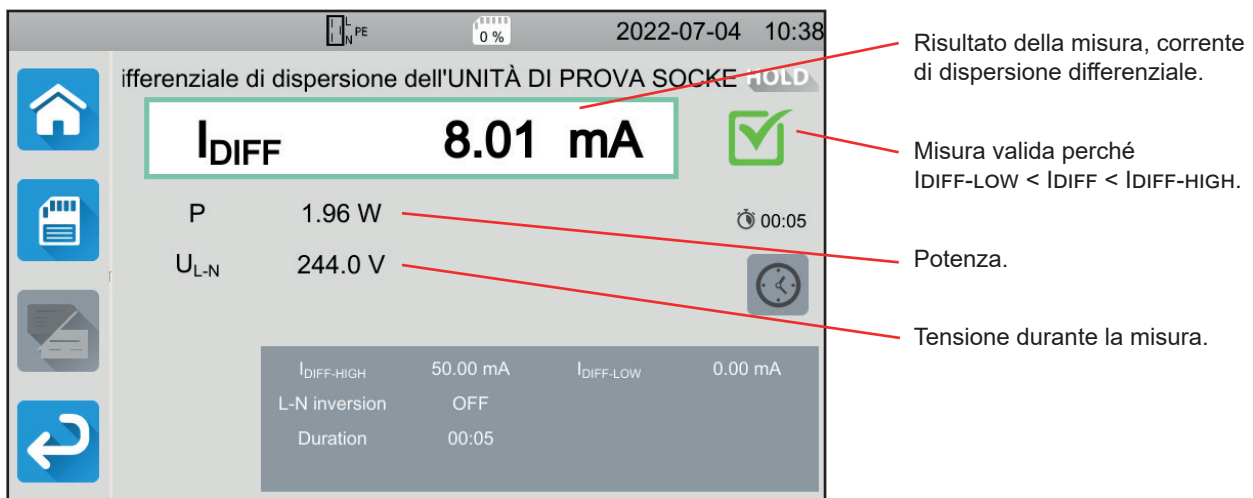 L
N PE
0 %
2022-07-04 10:38
ifferenziale di dispersione dell'UNITÀ DI PROVA SOCKE HOLD
IDIFF 8.01 mA
P 1.96 W
00:05
UL-N 244.0 V
IDIFF-HIGH 50.00 mA IDIFF-LOW 0.00 mA
L-N inversion OFF
Duration 00:05
Risultato della misura, corrente
di dispersione differenziale.
Misura valida perché
IDIFF-LOW < IDIFF < IDIFF-HIGH.
Potenza.
Tensione durante la misura.